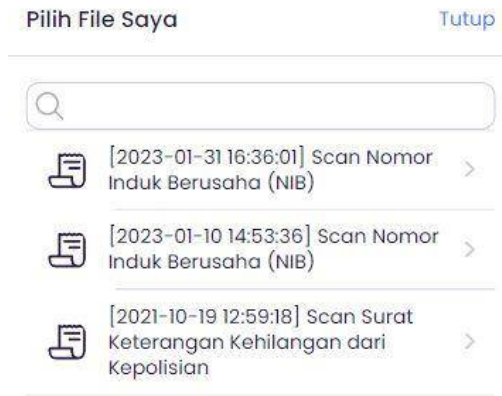 Pilih File Saya
Tutup
[2023-01-31 16:36:01] Scan Nomor
Induk Berusaha (NIB)
[2023-01-10 14:53:36] Scan Nomor
Induk Berusaha (NIB)
[2021-10-19 12:59:18] Scan Surat
Keterangan Kehilangan dari
Kepolisian